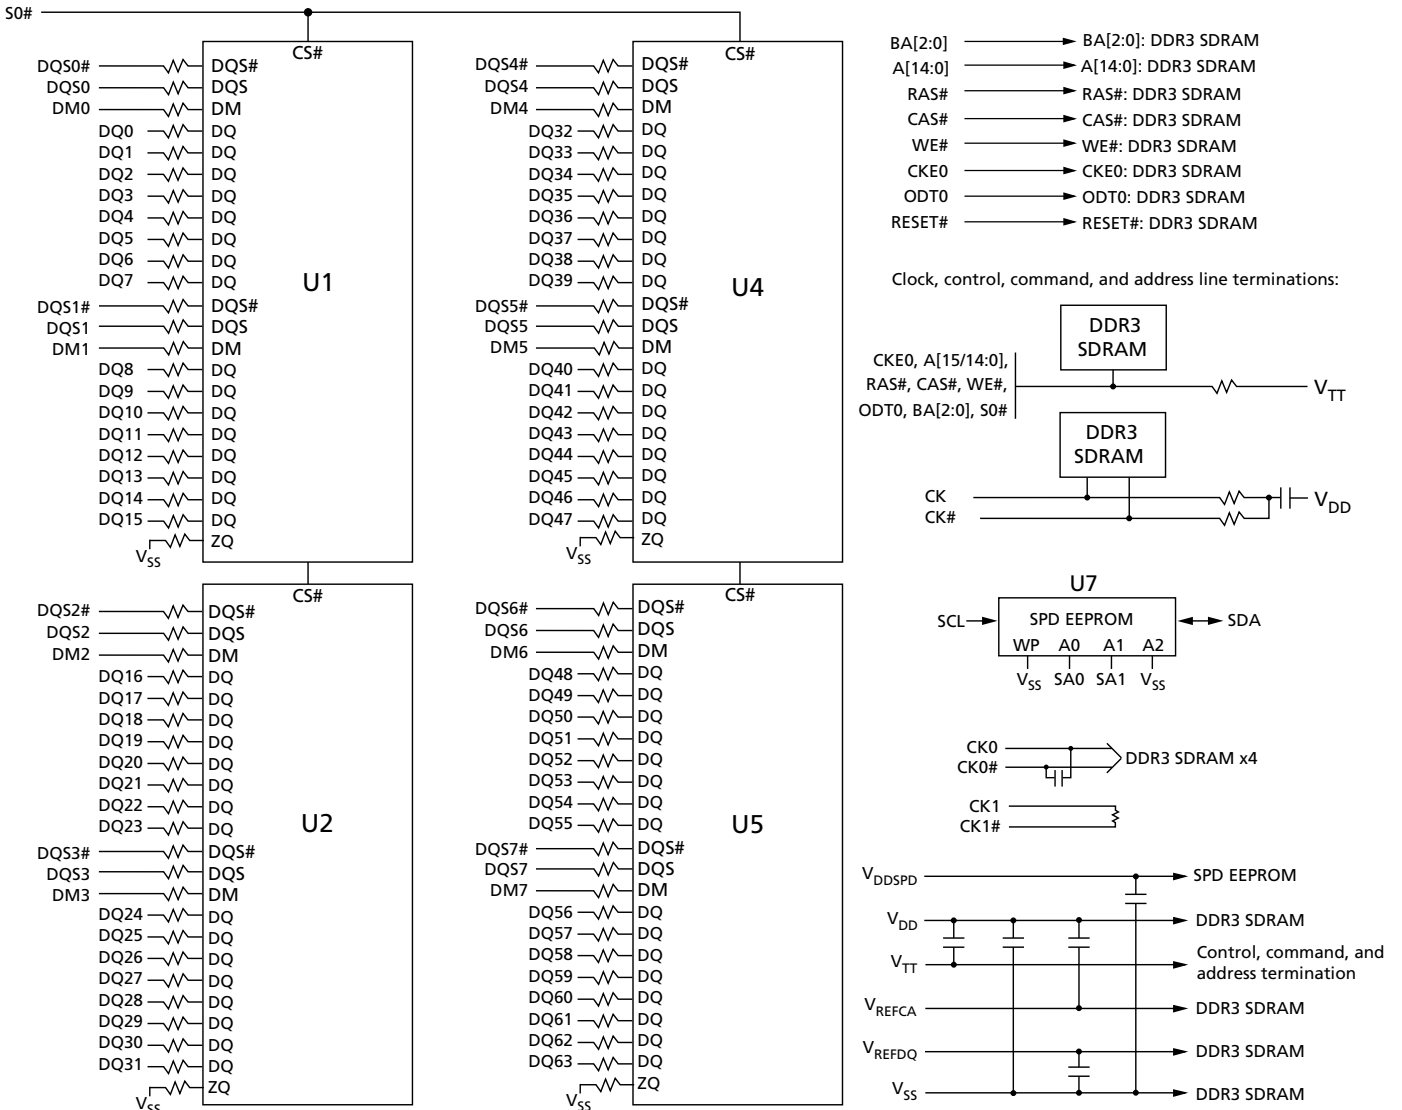 S0#
CS#
DQS0# DQS#
DQS0 DQS
DM0 DM
DQ0 DQ
DQ1 DQ
DQ2 DQ
DQ3 DQ
DQ4 DQ
DQ5 DQ
DQ6 DQ
DQ7 DQ
U1
DQS1# DQS#
DQS1 DQS
DM1 DM
DQ8 DQ
DQ9 DQ
DQ10 DQ
DQ11 DQ
DQ12 DQ
DQ13 DQ
DQ14 DQ
DQ15 DQ
VSS ZQ
CS#
DQS2# DQS#
DQS2 DQS
DM2 DM
DQ16 DQ
DQ17 DQ
DQ18 DQ
DQ19 DQ
DQ20 DQ
DQ21 DQ
DQ22 DQ
DQ23 DQ
U2
DQS3# DQS#
DQS3 DQS
DM3 DM
DQ24 DQ
DQ25 DQ
DQ26 DQ
DQ27 DQ
DQ28 DQ
DQ29 DQ
DQ30 DQ
DQ31 DQ
VSS ZQ
CS#
DQS4# DQS#
DQS4 DQS
DM4 DM
DQ32 DQ
DQ33 DQ
DQ34 DQ
DQ35 DQ
DQ36 DQ
DQ37 DQ
DQ38 DQ
DQ39 DQ
U4
DQS5# DQS#
DQS5 DQS
DM5 DM
DQ40 DQ
DQ41 DQ
DQ42 DQ
DQ43 DQ
DQ44 DQ
DQ45 DQ
DQ46 DQ
DQ47 DQ
VSS ZQ
CS#
DQS6# DQS#
DQS6 DQS
DM6 DM
DQ48 DQ
DQ49 DQ
DQ50 DQ
DQ51 DQ
DQ52 DQ
DQ53 DQ
DQ54 DQ
DQ55 DQ
U5
DQS7# DQS#
DQS7 DQS
DM7 DM
DQ56 DQ
DQ57 DQ
DQ58 DQ
DQ59 DQ
DQ60 DQ
DQ61 DQ
DQ62 DQ
DQ63 DQ
VSS ZQ
BA[2:0] BA[2:0]: DDR3 SDRAM
A[14:0] A[14:0]: DDR3 SDRAM
RAS# RAS#: DDR3 SDRAM
CAS# CAS#: DDR3 SDRAM
WE# WE#: DDR3 SDRAM
CKE0 CKE0: DDR3 SDRAM
ODT0 ODT0: DDR3 SDRAM
RESET# RESET#: DDR3 SDRAM
Clock, control, command, and address line terminations:
DDR3
SDRAM
CKE0, A[15/14:0],
RAS#, CAS#, WE#,
ODT0, BA[2:0], S0#
VTT
DDR3
SDRAM
CK
CK#
VDD
U7
SCL SPD EEPROM SDA
WP A0 A1 A2
VSS SA0 SA1 VSS
CK0
CK0#
DDR3 SDRAM x4
CK1
CK1#
VDDSPD SPD EEPROM
VDD DDR3 SDRAM
VTT Control, command, and
address termination
VREFCA DDR3 SDRAM
VREFDQ DDR3 SDRAM
VSS DDR3 SDRAM